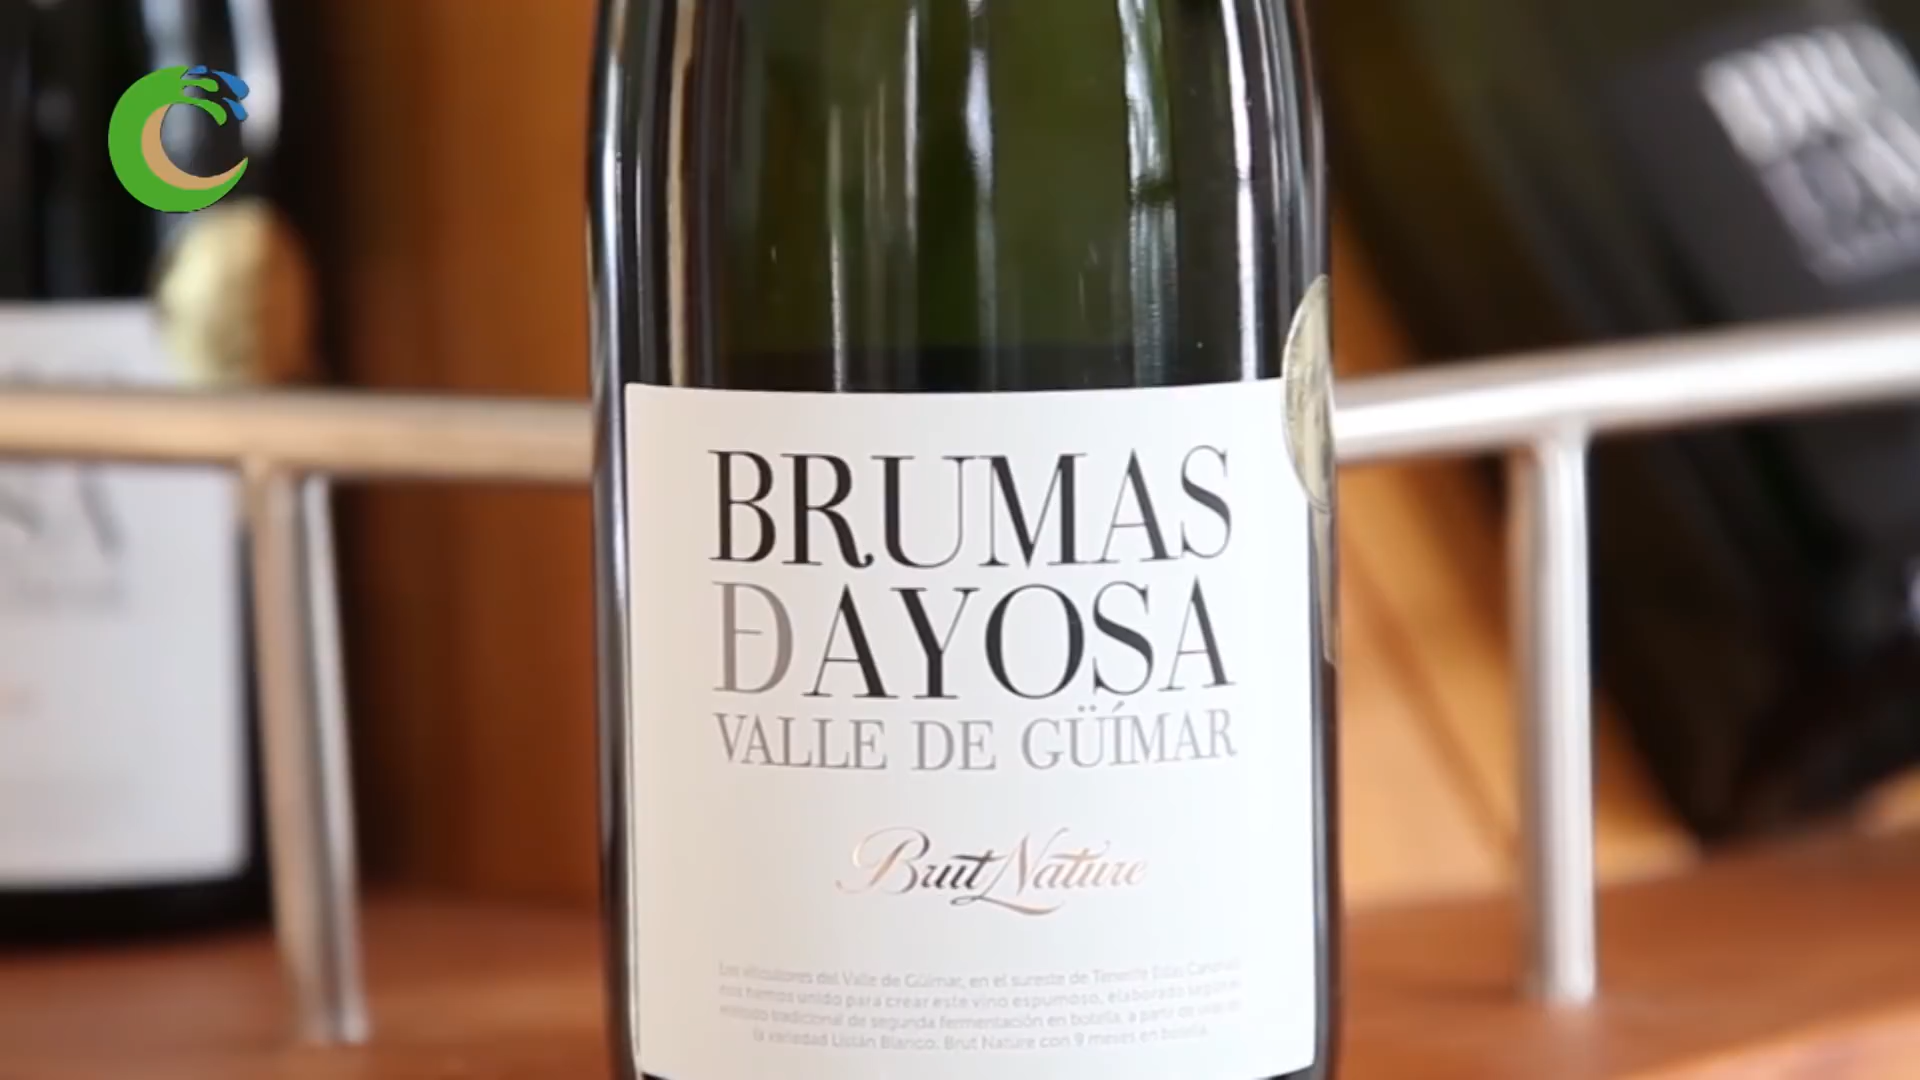 BRUMAS
ĐAYOSA
VALLE DE GÜÍMAR
Brut Nature
Los viticultores del Valle de Güímar, en el sureste de Tenerife
nos hemos unido para crear este vino espumoso, elaborado según el
método tradicional de segunda fermentación en botella, a partir de uvas de
la variedad Listán Blanco. Brut Nature con 9 meses en botella.